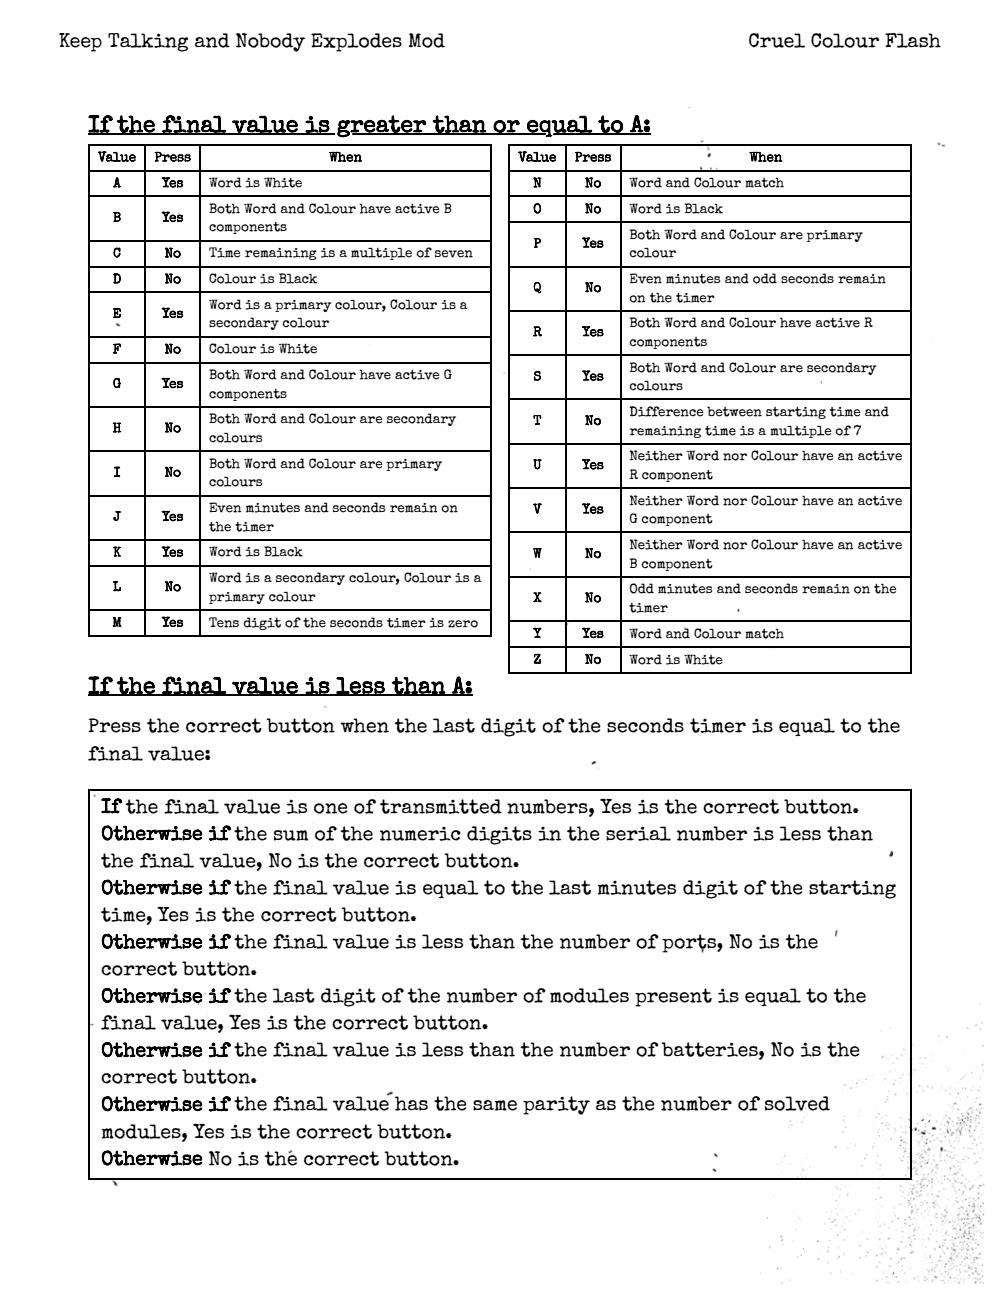 Keep Talking and Nobody Explodes Mod
Cruel Colour Flash
If the final value is greater than or equal to A:
Value Press When
A Yes Word is White
B Yes Both Word and Colour have active B
components
C No Time remaining is a multiple of seven
D No Colour is Black
E Yes Word is a primary colour, Colour is a
secondary colour
F No Colour is White
G Yes Both Word and Colour have active G
components
H No Both Word and Colour are secondary
colours
I No Both Word and Colour are primary
colours
J Yes Even minutes and seconds remain on
the timer
K Yes Word is Black
L No Word is a secondary colour, Colour is a
primary colour
M Yes Tens digit of the seconds timer is zero
Value Press When
N No Word and Colour match
O No Word is Black
P Yes Both Word and Colour are primary
colour
Q No Even minutes and odd seconds remain
on the timer
R Yes Both Word and Colour have active R
components
S Yes Both Word and Colour are secondary
colours
T No Difference between starting time and
remaining time is a multiple of 7
U Yes Neither Word nor Colour have an active
R component
V Yes Neither Word nor Colour have an active
G component
W No Neither Word nor Colour have an active
B component
X No Odd minutes and seconds remain on the
timer
Y Yes Word and Colour match
Z No Word is White
If the final value is less than A:
Press the correct button when the last digit of the seconds timer is equal to the
final value:
If the final value is one of transmitted numbers, Yes is the correct button.
Otherwise if the sum of the numeric digits in the serial number is less than
the final value, No is the correct button.
Otherwise if the final value is equal to the last minutes digit of the starting
time, Yes is the correct button.
Otherwise if the final value is less than the number of ports, No is the
correct button.
Otherwise if the last digit of the number of modules present is equal to the
final value, Yes is the correct button.
Otherwise if the final value is less than the number of batteries, No is the
correct button.
Otherwise if the final value has the same parity as the number of solved
modules, Yes is the correct button.
Otherwise No is the correct button.